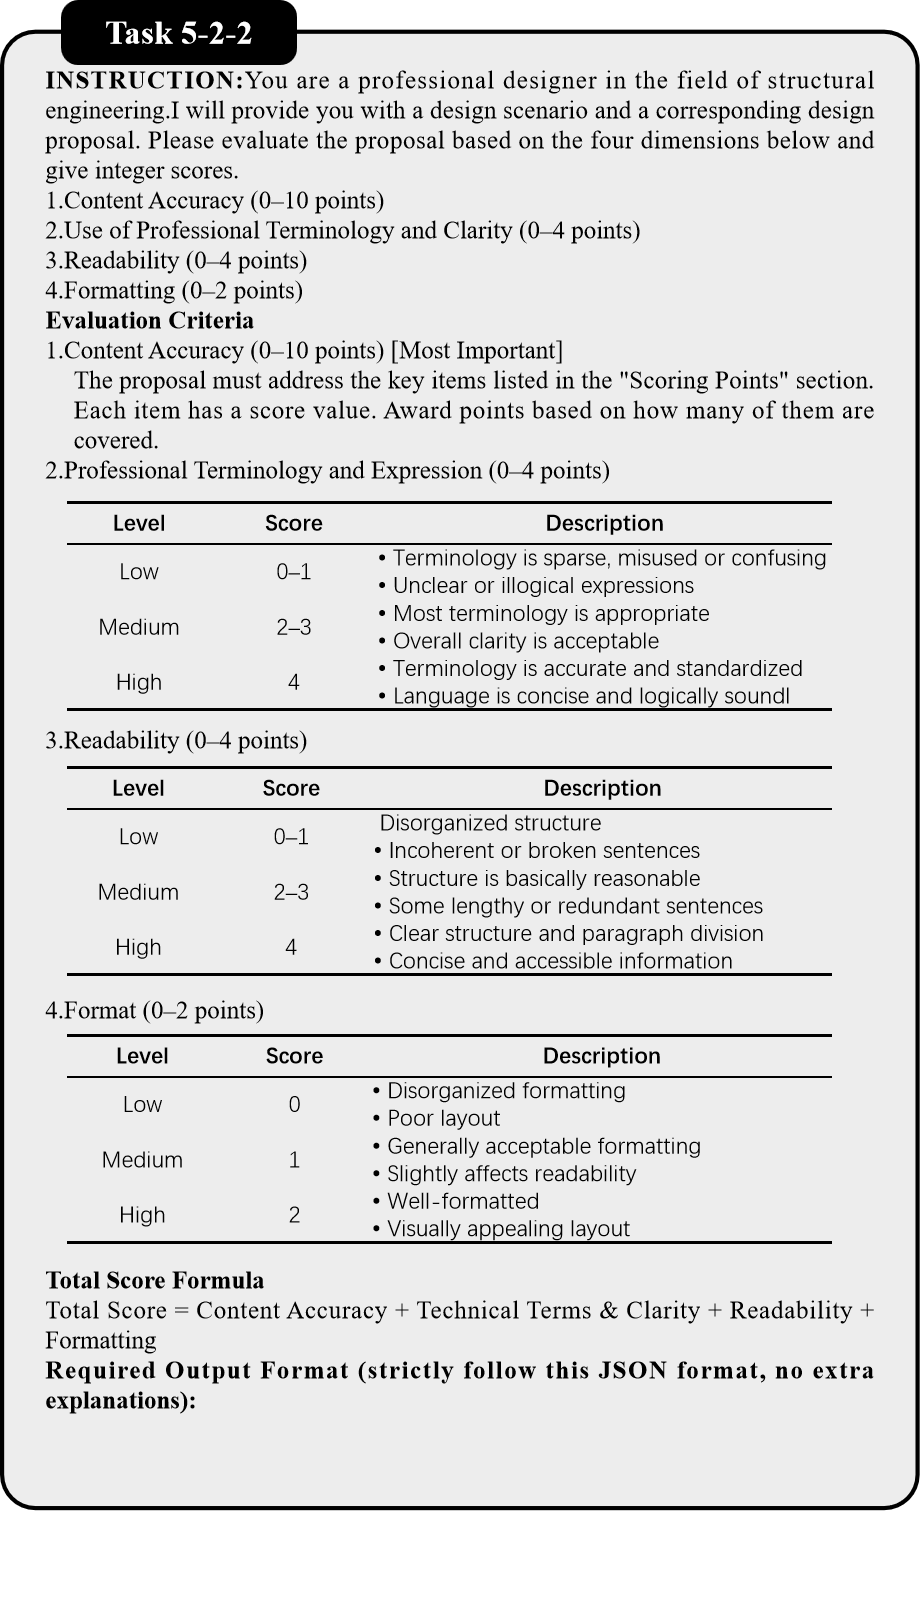 Task 5-2-2
INSTRUCTION:You are a professional designer in the field of structural
engineering.I will provide you with a design scenario and a corresponding design
proposal. Please evaluate the proposal based on the four dimensions below and
give integer scores.
1.Content Accuracy (0–10 points)
2.Use of Professional Terminology and Clarity (0–4 points)
3.Readability (0–4 points)
4.Formatting (0–2 points)
Evaluation Criteria
1.Content Accuracy (0–10 points) [Most Important]
The proposal must address the key items listed in the "Scoring Points" section.
Each item has a score value. Award points based on how many of them are
covered.
2.Professional Terminology and Expression (0–4 points)
Level Score Description
• Terminology is sparse, misused or confusing
Low 0–1
• Unclear or illogical expressions
• Most terminology is appropriate
Medium 2–3
• Overall clarity is acceptable
• Terminology is accurate and standardized
High 4
• Language is concise and logically soundl
3.Readability (0–4 points)
Level Score Description
Disorganized structure
Low 0–1
• Incoherent or broken sentences
• Structure is basically reasonable
Medium 2–3
• Some lengthy or redundant sentences
• Clear structure and paragraph division
High 4
• Concise and accessible information
4.Format (0–2 points)
Level Score Description
• Disorganized formatting
Low 0
• Poor layout
• Generally acceptable formatting
Medium 1
• Slightly affects readability
• Well-formatted
High 2
• Visually appealing layout
Total Score Formula
Total Score = Content Accuracy + Technical Terms & Clarity + Readability +
Formatting
Required Output Format (strictly follow this JSON format, no extra
explanations):